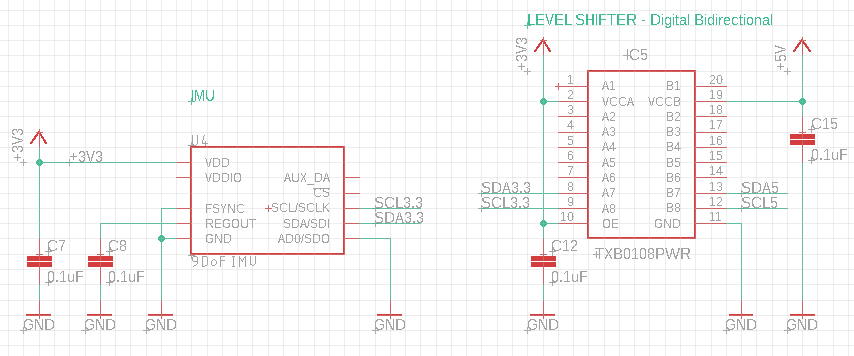 LEVEL SHIFTER - Digital Bidirectional
+3V3
IC5
+5V
1 A1 B1 20
2 VCCA VCCB 19
3 A2 B2 18
4 A3 B3 17
5 A4 B4 16
6 A5 B5 15
7 A6 B6 14
SDA3.3 8 A7 B7 13 SDA5
SCL3.3 9 A8 B8 12 SCL5
10 OE GND 11
C15
0.1uF
C12
0.1uF
TXB0108PWR
GND
GND
GND
IMU
+3V3
U4
+3V3
VDD
VDDIO AUX_DA
CS
FSYNC SCL/SCLK SCL3.3
REGOUT SDA/SDI SDA3.3
GND AD0/SDO
9DoF IMU
C7
0.1uF
C8
0.1uF
GND
GND
GND
GND